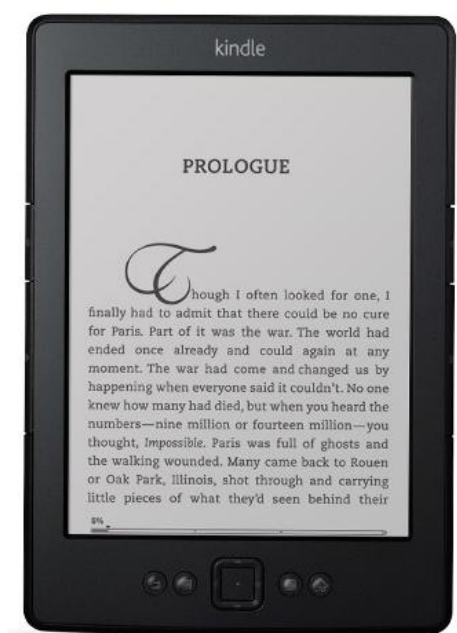 kindle
PROLOGUE
Though I often looked for one, I
finally had to admit that there could be no cure
for Paris. Part of it was the war. The world had
ended once already and could again at any
moment. The war had come and changed us by
happening when everyone said it couldn't. No one
knew how many had died, but when you heard the
numbers—nine million or fourteen million—you
thought, Impossible. Paris was full of ghosts and
the walking wounded. Many came back to Rouen
or Oak Park, Illinois, shot through and carrying
little pieces of what they'd seen behind their
6%